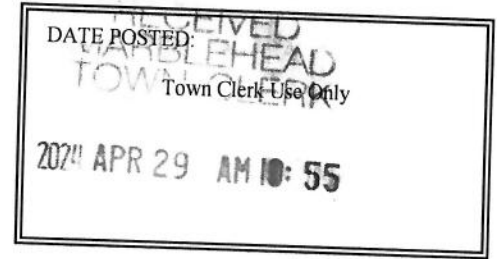 RECEIVED
DATE POSTED:
MARBLEHEAD
TOWN CLERK
Town Clerk Use Only
2024 APR 29 AM 10: 55